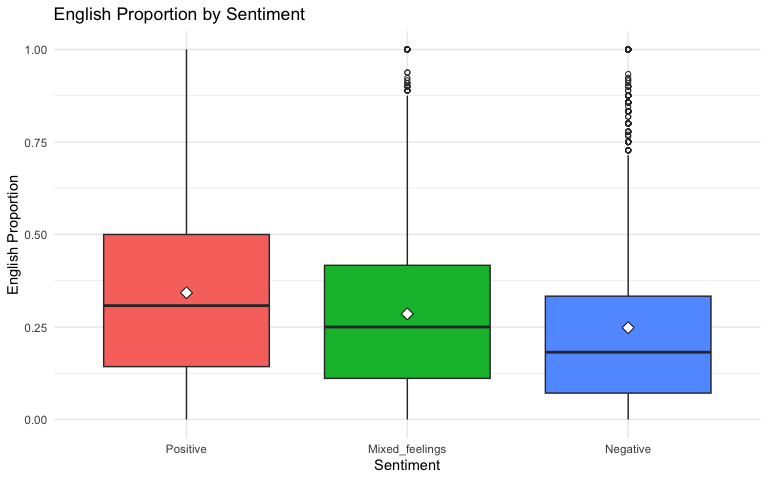 English Proportion by Sentiment
English Proportion
1.00
0.75
0.50
0.25
0.00
Positive
Mixed_feelings
Negative
Sentiment